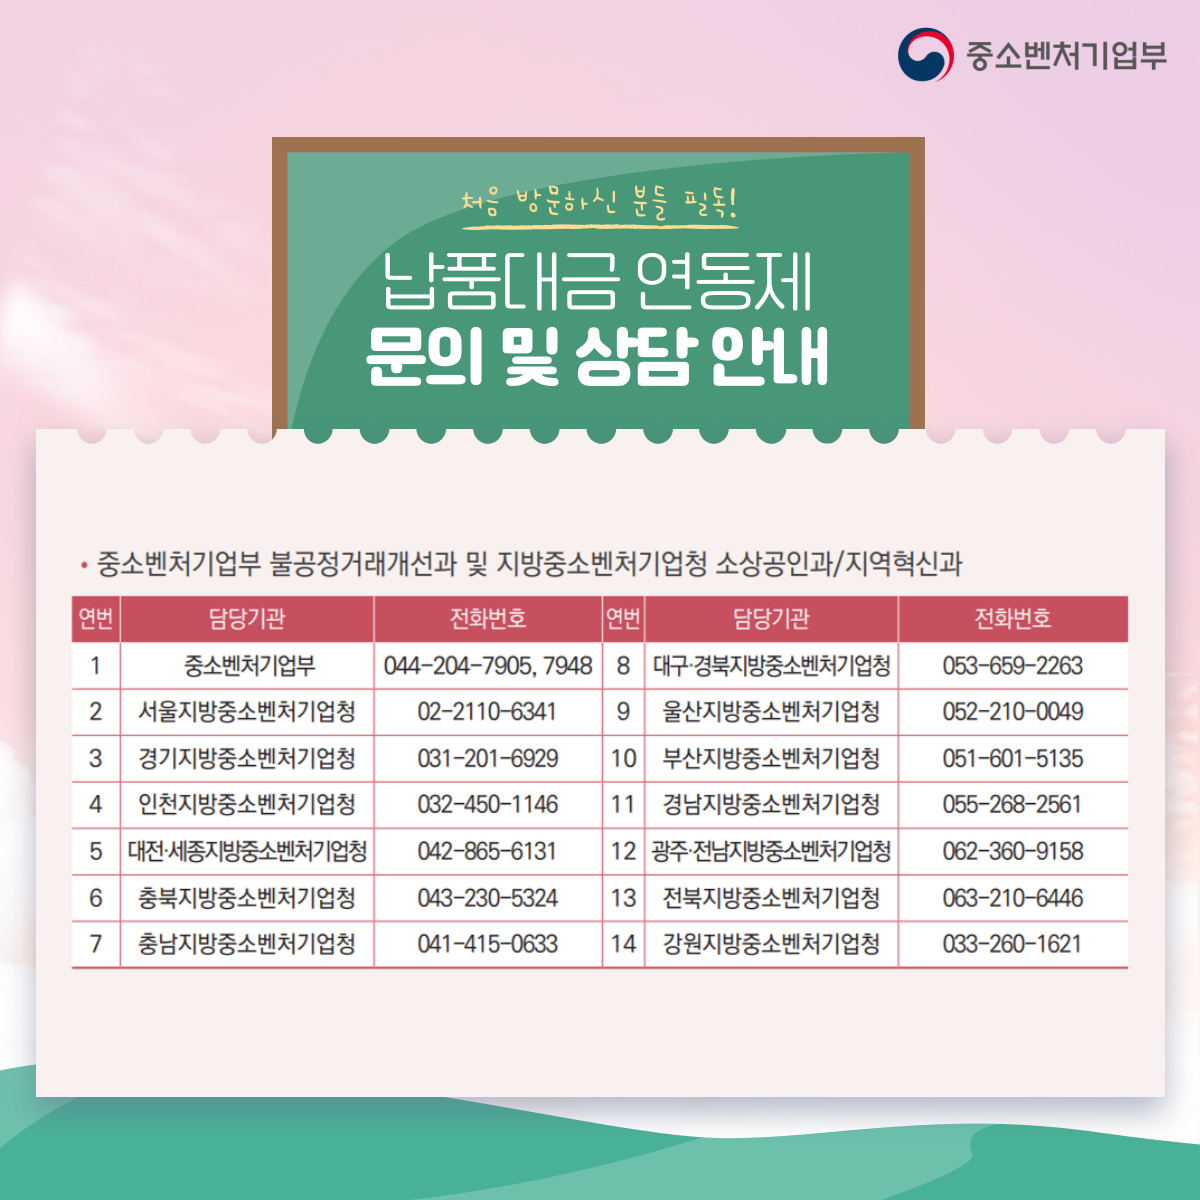 중소벤처기업부
처음 방문하신 분들 필독!
납품대금 연동제
문의 및 상담 안내
• 중소벤처기업부 불공정거래개선과 및 지방중소벤처기업청 소상공인과/지역혁신과
연번 담당기관 전화번호 연번 담당기관 전화번호
1 중소벤처기업부 044-204-7905, 7948 8 대구·경북지방중소벤처기업청 053-659-2263
2 서울지방중소벤처기업청 02-2110-6341 9 울산지방중소벤처기업청 052-210-0049
3 경기지방중소벤처기업청 031-201-6929 10 부산지방중소벤처기업청 051-601-5135
4 인천지방중소벤처기업청 032-450-1146 11 경남지방중소벤처기업청 055-268-2561
5 대전·세종지방중소벤처기업청 042-865-6131 12 광주·전남지방중소벤처기업청 062-360-9158
6 충북지방중소벤처기업청 043-230-5324 13 전북지방중소벤처기업청 063-210-6446
7 충남지방중소벤처기업청 041-415-0633 14 강원지방중소벤처기업청 033-260-1621